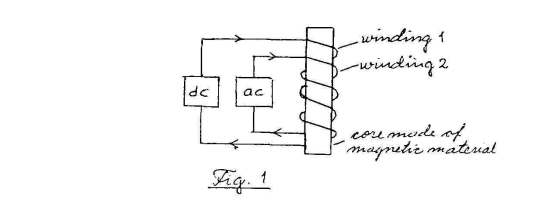 winding 1
winding 2
dc
ac
core made of
magnetic material
Fig. 1